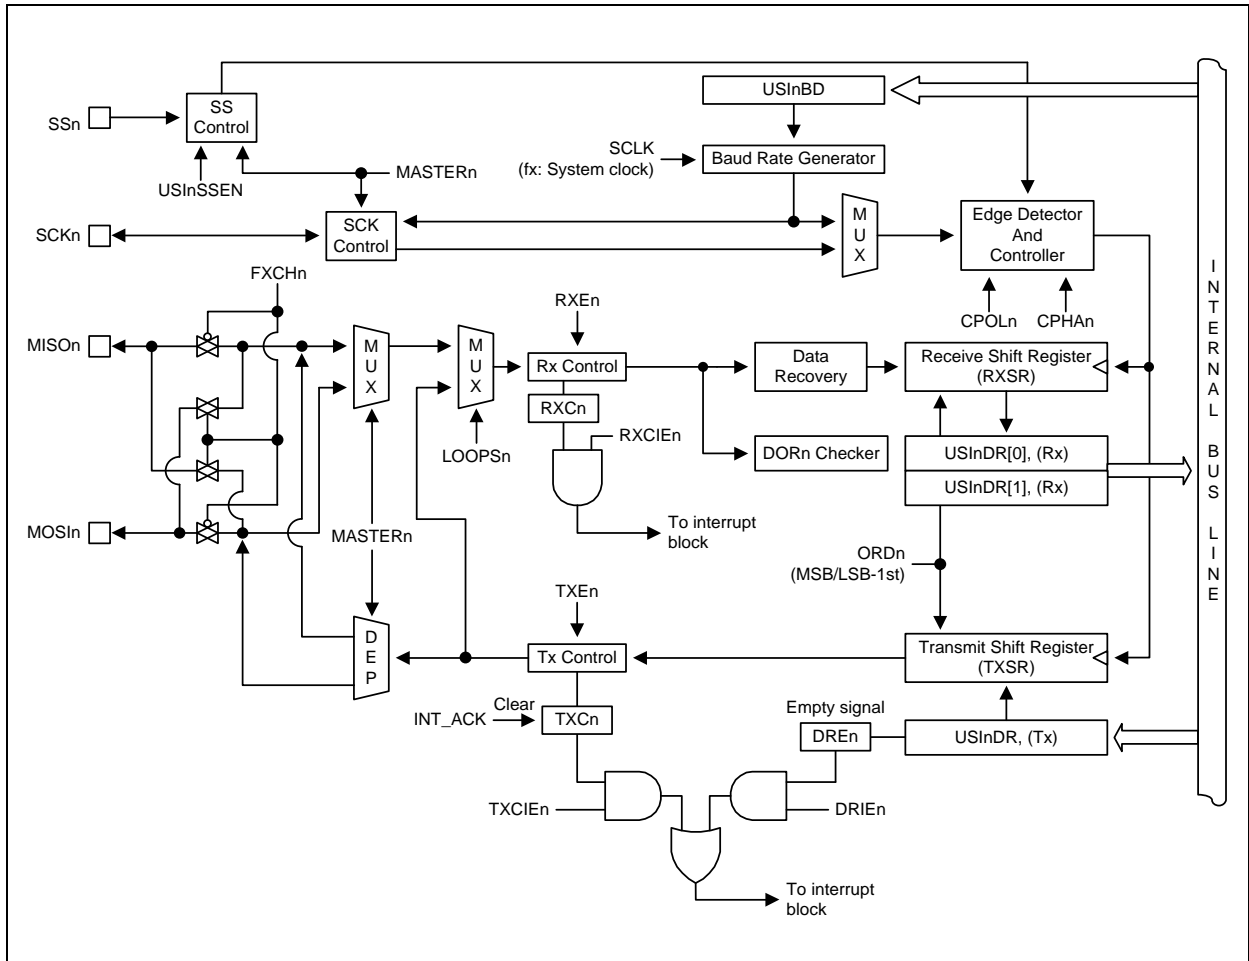 SS
Control
SSn
USInSSEN
MASTERn
USInBD
SCLK
(fx: System clock)
Baud Rate Generator
SCKn
SCK
Control
M
U
X
Edge Detector
And
Controller
CPOLn
CPHAn
FXCHn
MISOn
M
U
X
M
U
X
LOOPSn
RXEn
Rx Control
RXCn
RXCIEn
Data
Recovery
DORn Checker
Receive Shift Register
(RXSR)
USInDR[0], (Rx)
USInDR[1], (Rx)
To interrupt
block
MOSIn
MASTERn
ORDn
(MSB/LSB-1st)
D
E
P
TXEn
Tx Control
Transmit Shift Register
(TXSR)
INT_ACK
Clear
TXCn
Empty signal
DREn
USInDR, (Tx)
TXCIEn
DRIEn
To interrupt
block
I
N
T
E
R
N
A
L
B
U
S
L
I
N
E